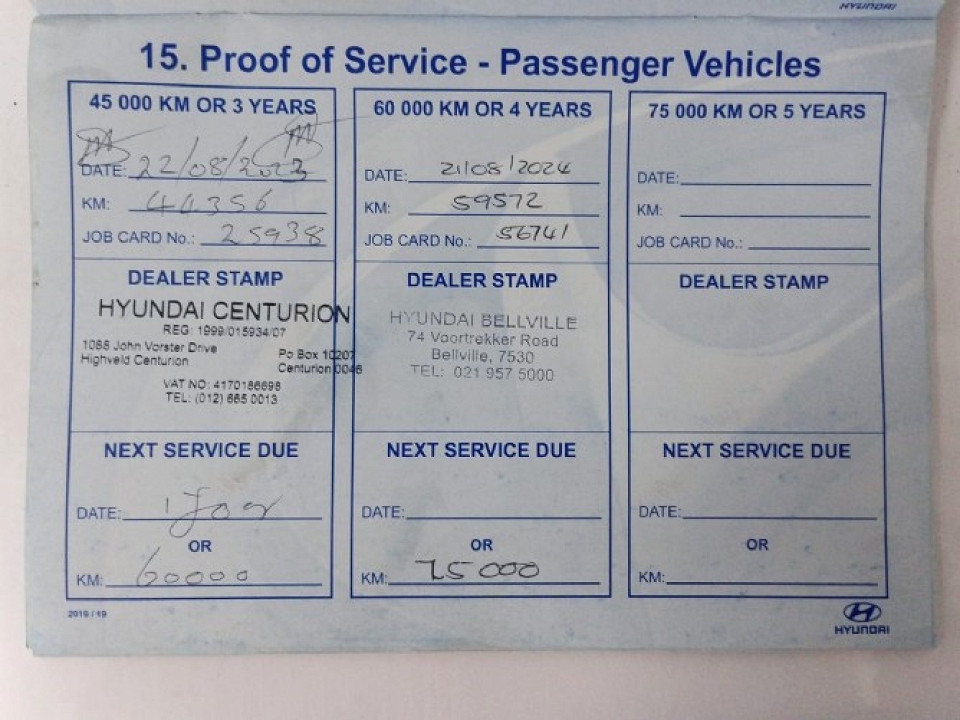 HYUNDAI
15. Proof of Service - Passenger Vehicles
45 000 KM OR 3 YEARS
DATE: 22/08/2023
KM: 44356
JOB CARD No.: 25938
DEALER STAMP
HYUNDAI CENTURION
REG: 1999/015934/07
1068 John Vorster Drive
Highveld Centurion
Po Box 10207
Centurion 0046
VAT NO: 4170186698
TEL: (012) 665 0013
NEXT SERVICE DUE
DATE: 1 Year
OR
KM: 60000
60 000 KM OR 4 YEARS
DATE: 21/08/2024
KM: 59572
JOB CARD No.: 56741
DEALER STAMP
HYUNDAI BELLVILLE
74 Voortrekker Road
Bellville, 7530
TEL: 021 957 5000
NEXT SERVICE DUE
DATE:
OR
KM: 75 000
75 000 KM OR 5 YEARS
DATE:
KM:
JOB CARD No.:
DEALER STAMP
NEXT SERVICE DUE
DATE:
OR
KM:
2019 / 19
HYUNDAI